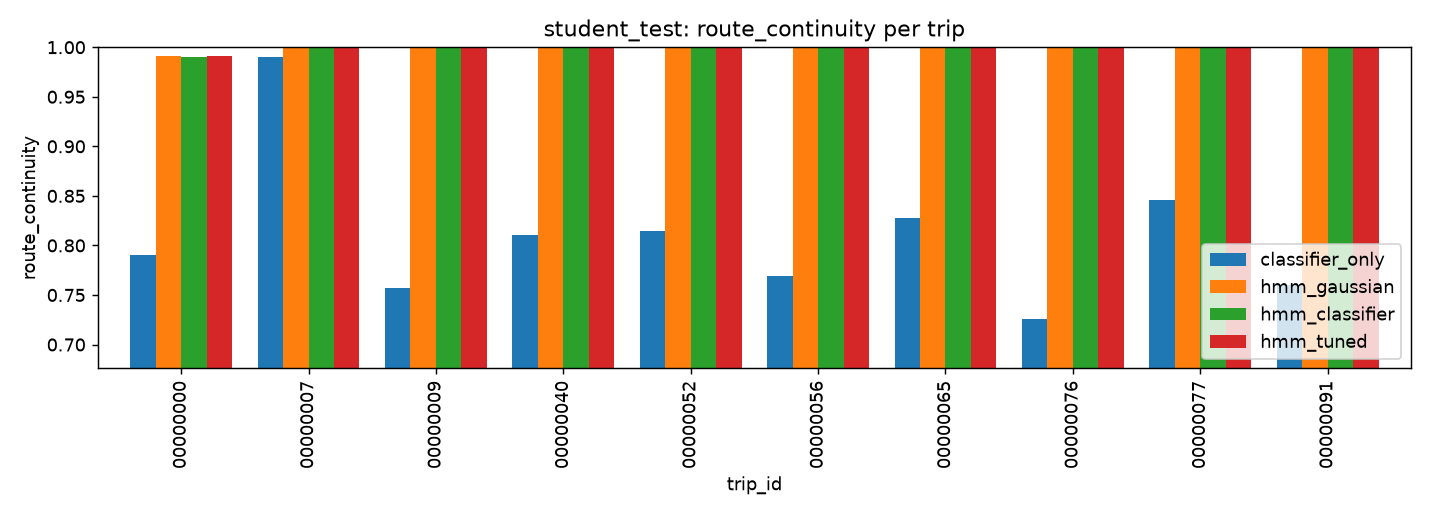 student_test: route_continuity per trip
route_continuity
1.00
0.95
0.90
0.85
0.80
0.75
0.70
classifier_only
hmm_gaussian
hmm_classifier
hmm_tuned
00000000
00000007
00000009
00000040
00000052
00000056
00000065
00000076
00000077
00000091
trip_id